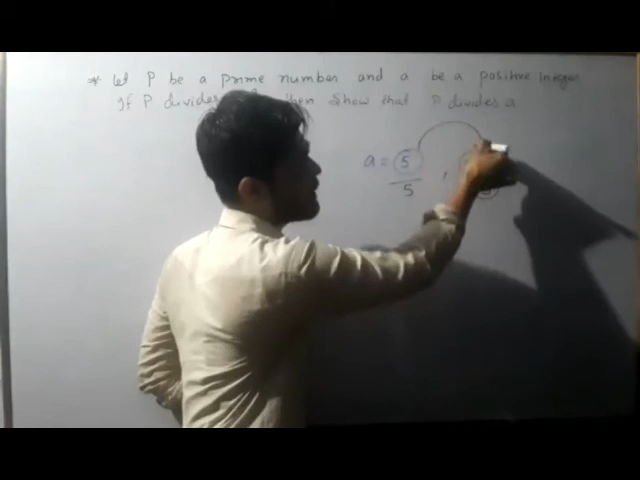 * Let P be a prime number and a be a positive integer
If P divides then show that P divides a
a = 5 ,
5